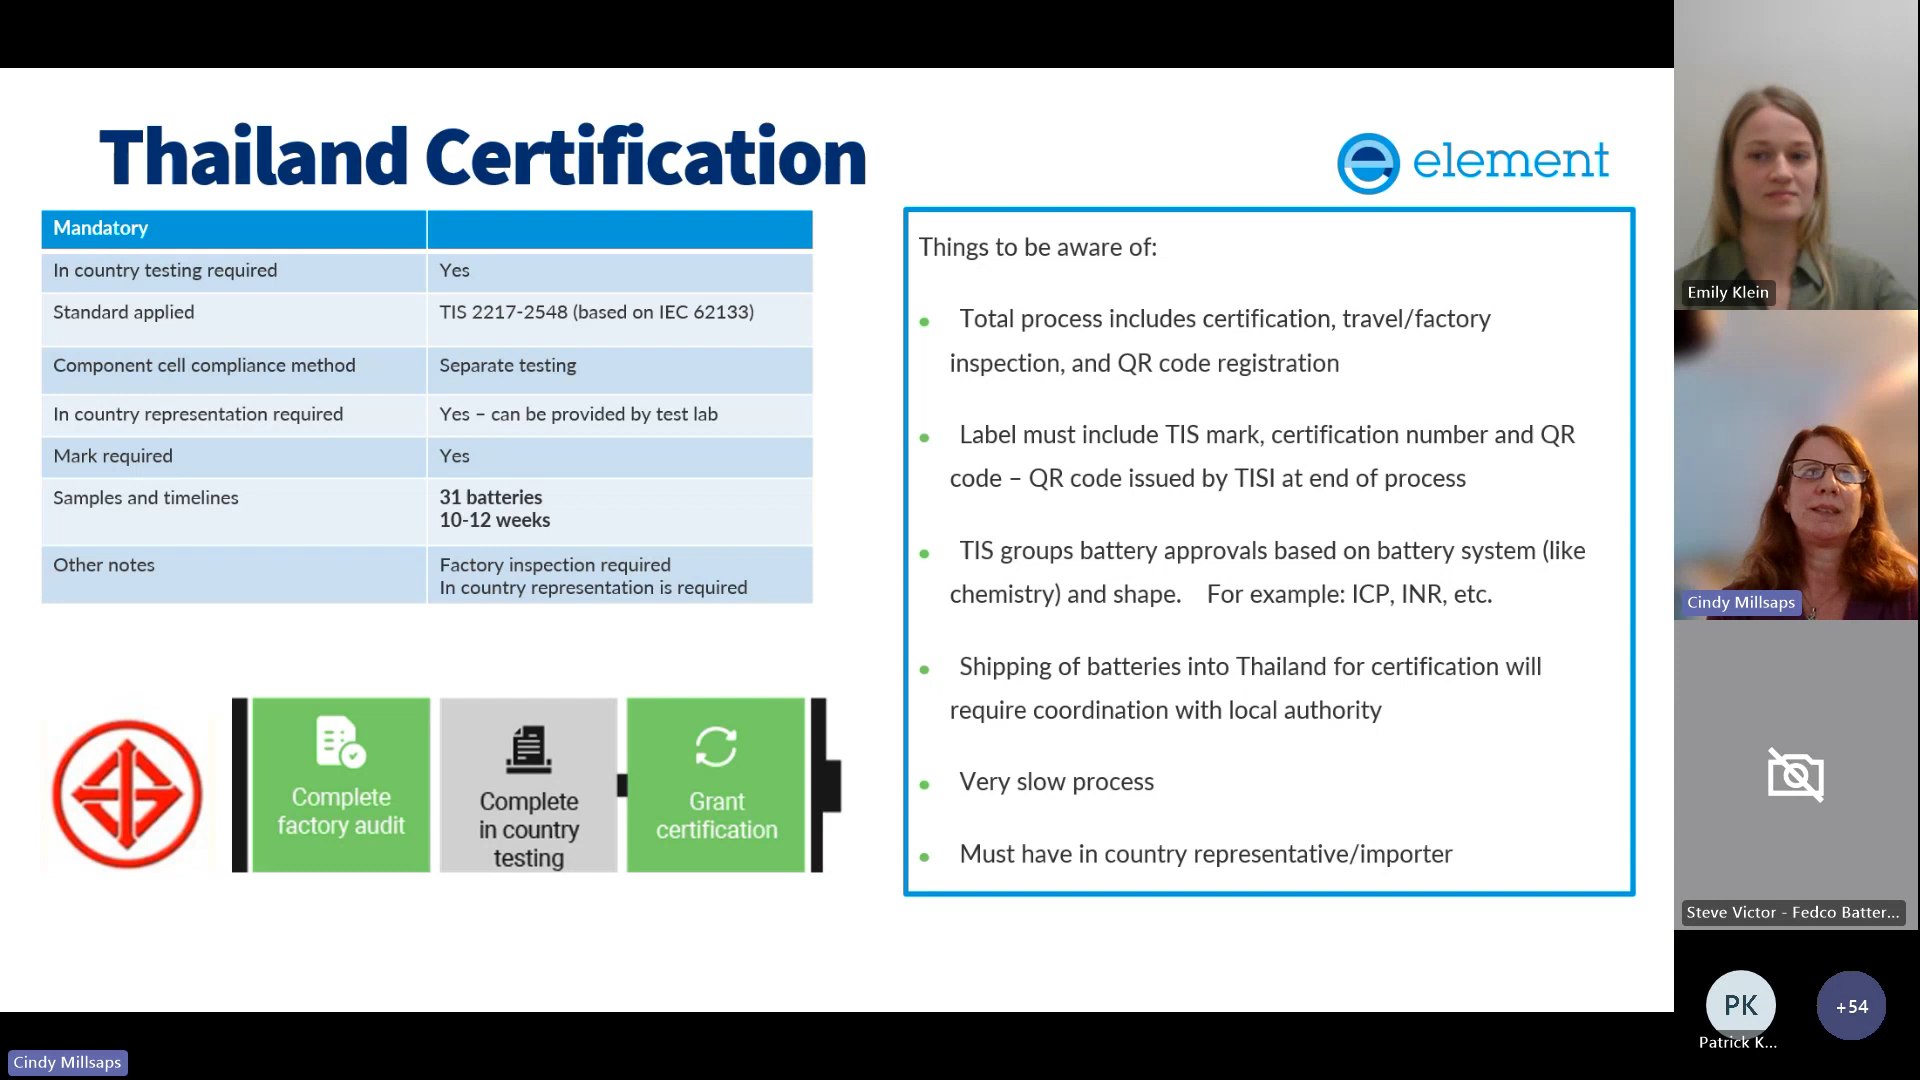 Thailand Certification
element
Mandatory
In country testing required
Yes
Standard applied
TIS 2217-2548 (based on IEC 62133)
Component cell compliance method
Separate testing
In country representation required
Yes – can be provided by test lab
Mark required
Yes
Samples and timelines
31 batteries
10-12 weeks
Other notes
Factory inspection required
In country representation is required
Complete
factory audit
Complete
in country
testing
Grant
certification
Things to be aware of:
Total process includes certification, travel/factory
inspection, and QR code registration
Label must include TIS mark, certification number and QR
code – QR code issued by TISI at end of process
TIS groups battery approvals based on battery system (like
chemistry) and shape. For example: ICP, INR, etc.
Shipping of batteries into Thailand for certification will
require coordination with local authority
Very slow process
Must have in country representative/importer
Emily Klein
Cindy Millsaps
Steve Victor - Fedco Batter...
PK
Patrick K...
+54
Cindy Millsaps